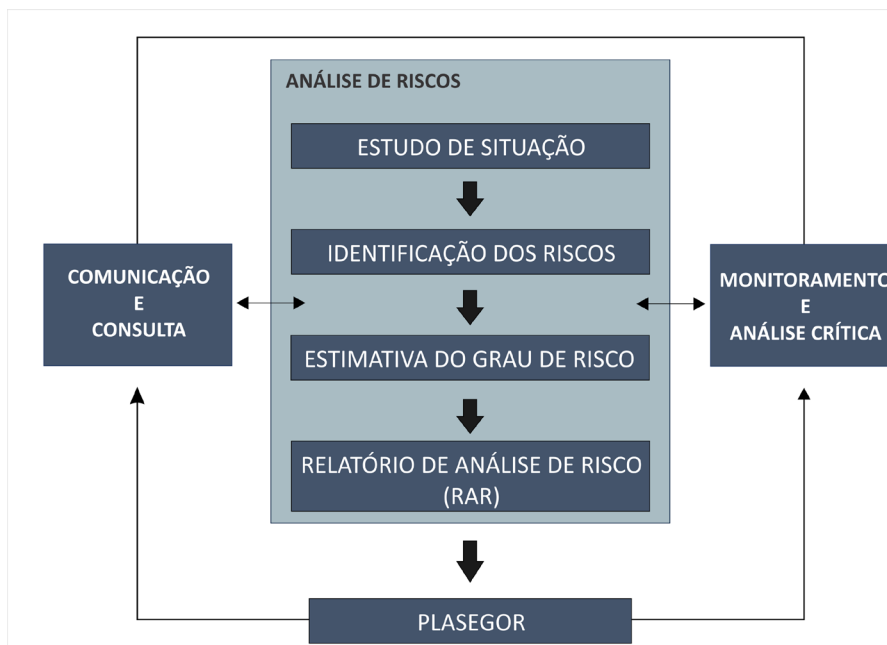 ANÁLISE DE RISCOS
ESTUDO DE SITUAÇÃO
IDENTIFICAÇÃO DOS RISCOS
COMUNICAÇÃO
E
CONSULTA
MONITORAMENTO
E
ANÁLISE CRÍTICA
ESTIMATIVA DO GRAU DE RISCO
RELATÓRIO DE ANÁLISE DE RISCO
(RAR)
PLASEGOR